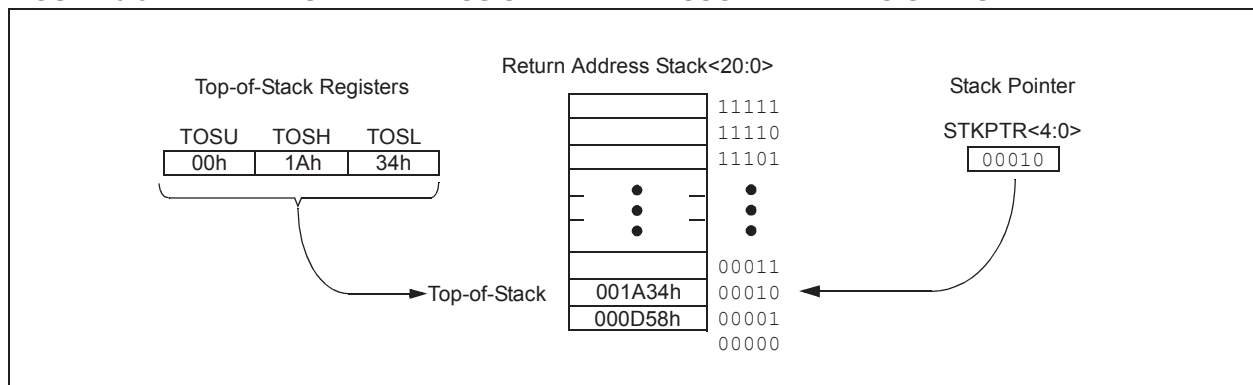 Return Address Stack<20:0>
Top-of-Stack Registers
Stack Pointer
TOSU TOSH TOSL
STKPTR<4:0>
00h 1Ah 34h
00010
11111
11110
11101
00011
Top-of-Stack 001A34h 00010
000D58h 00001
00000